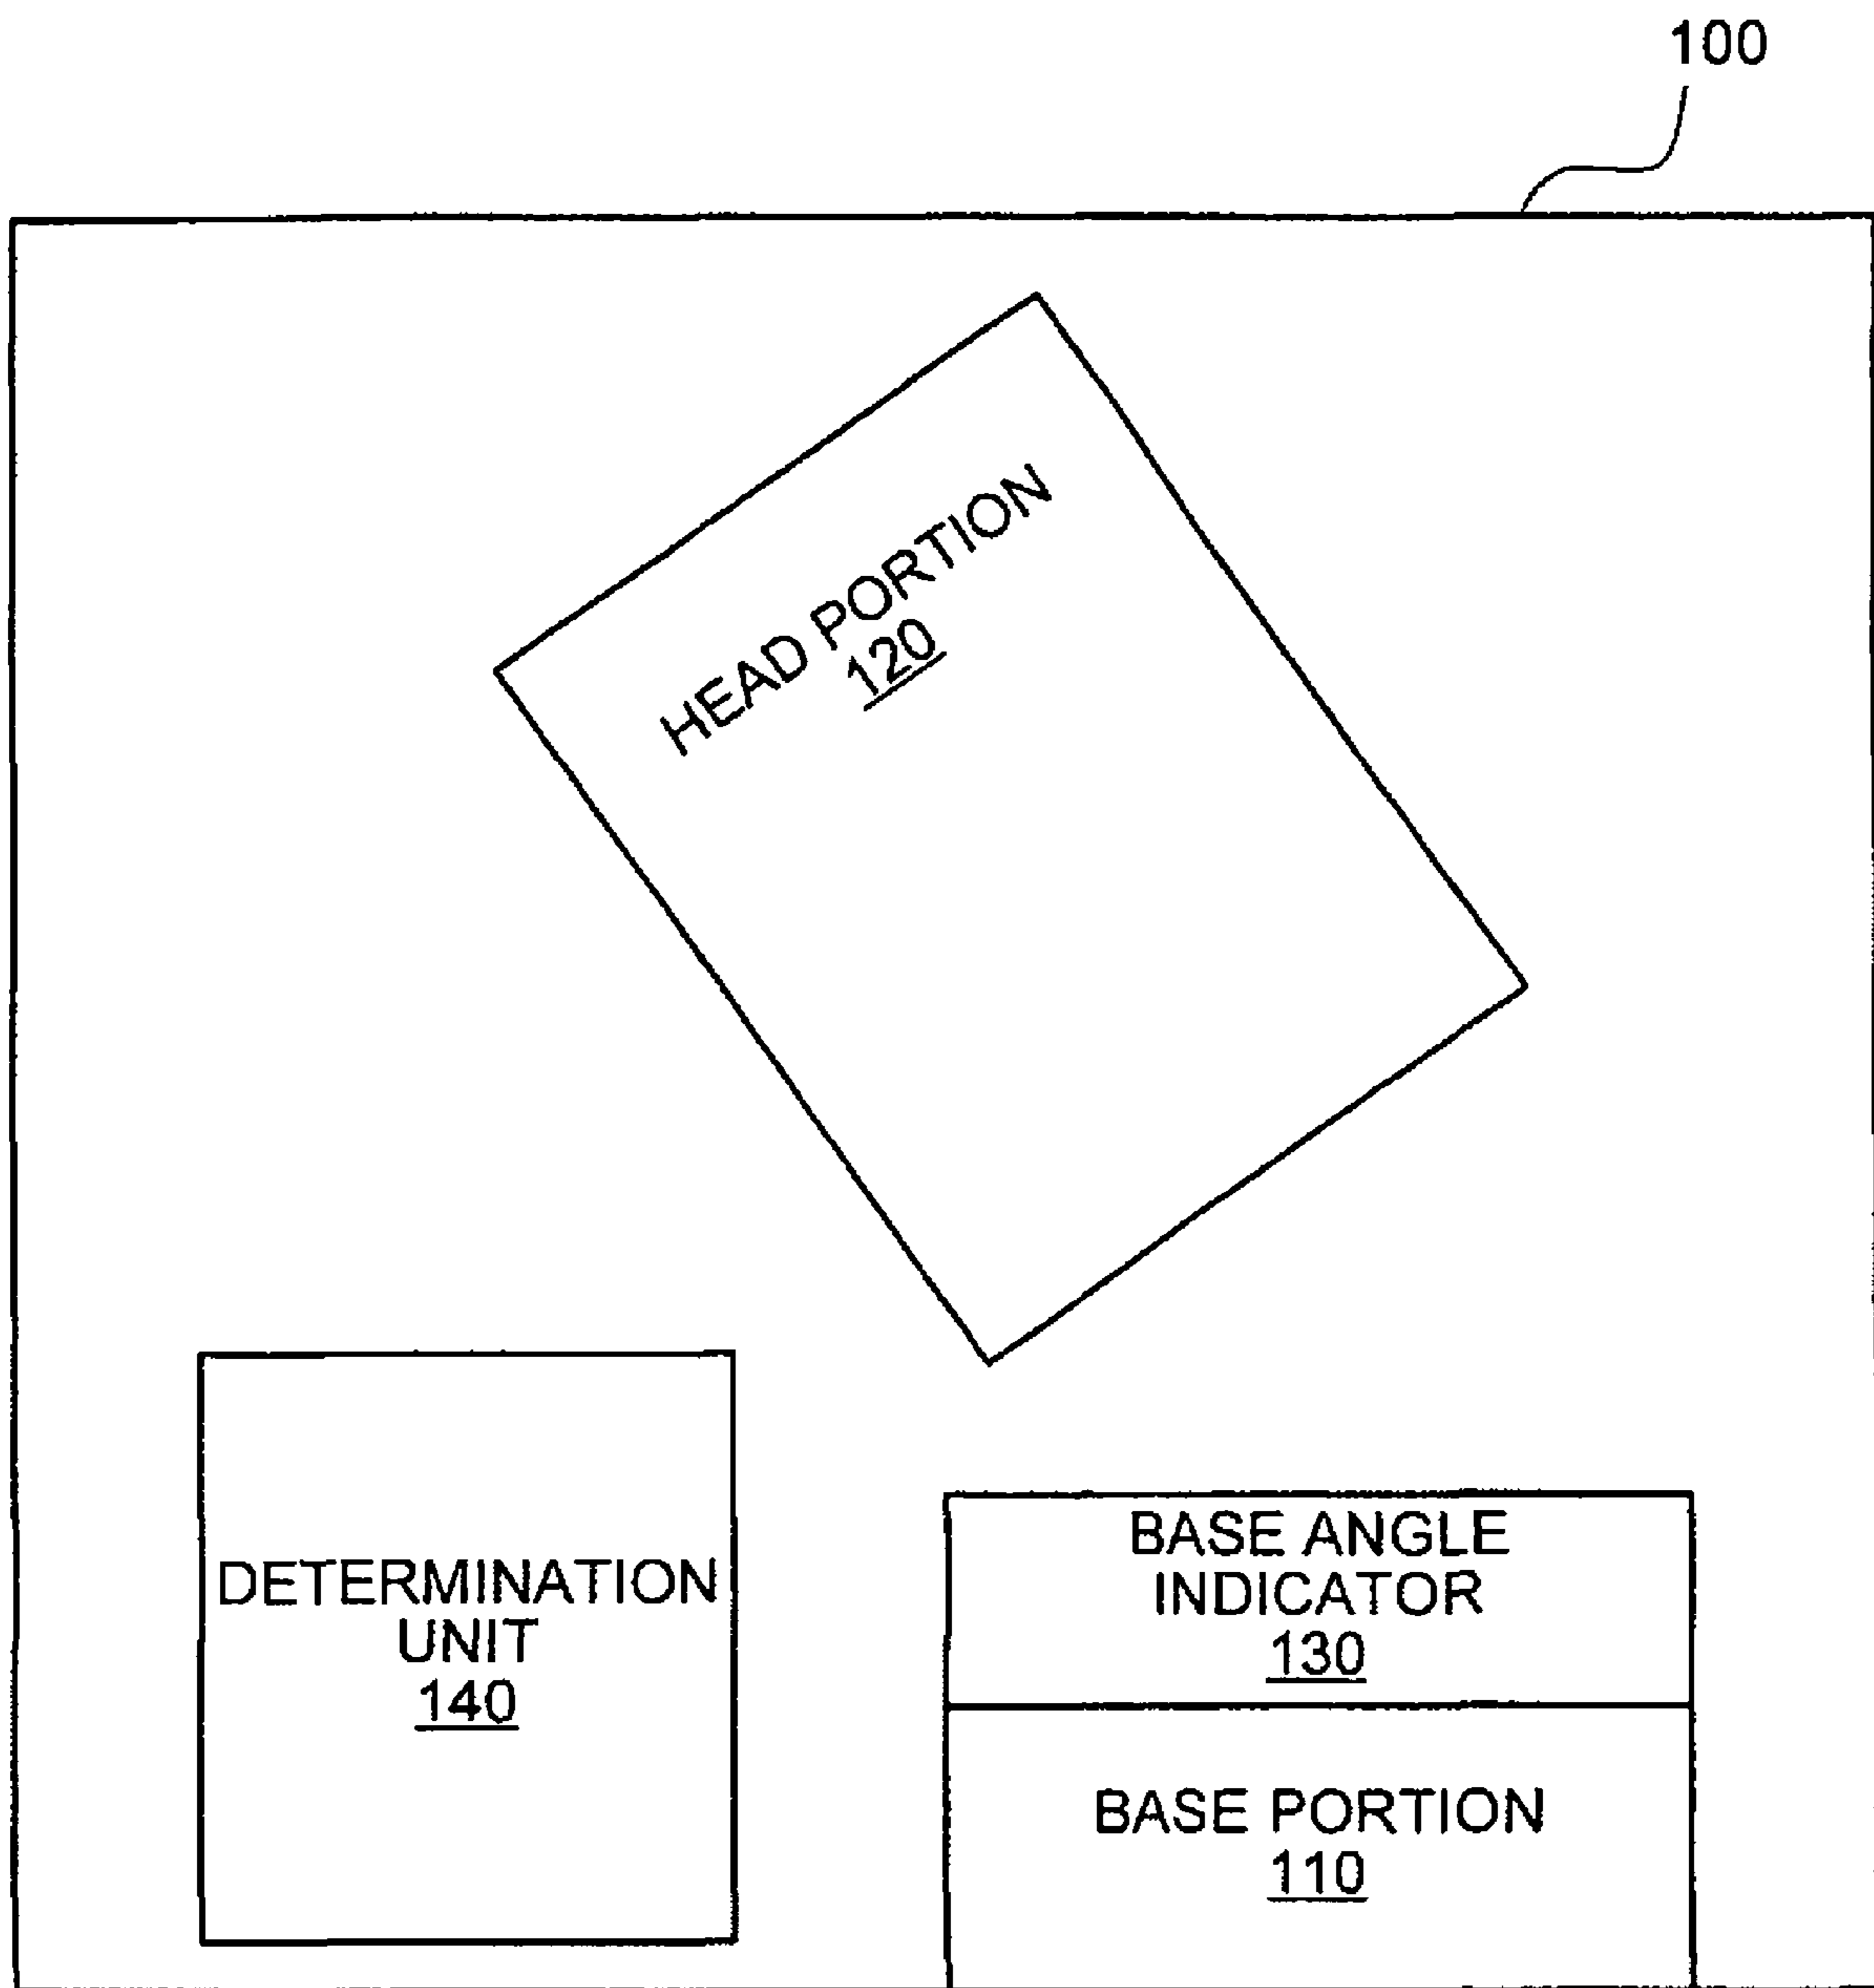 100
HEAD PORTION
120
DETERMINATION
UNIT
140
BASE ANGLE
INDICATOR
130
BASE PORTION
110